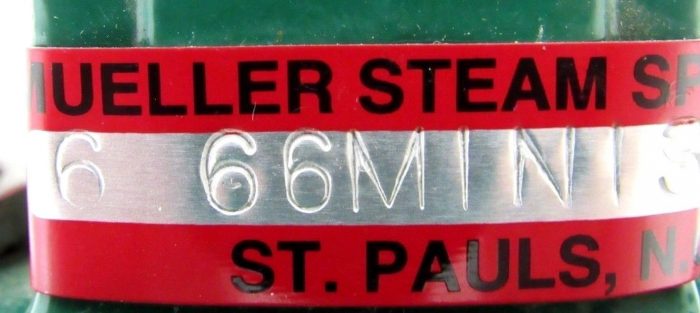 MUELLER STEAM SP
6 66MINIS
ST. PAULS, N.